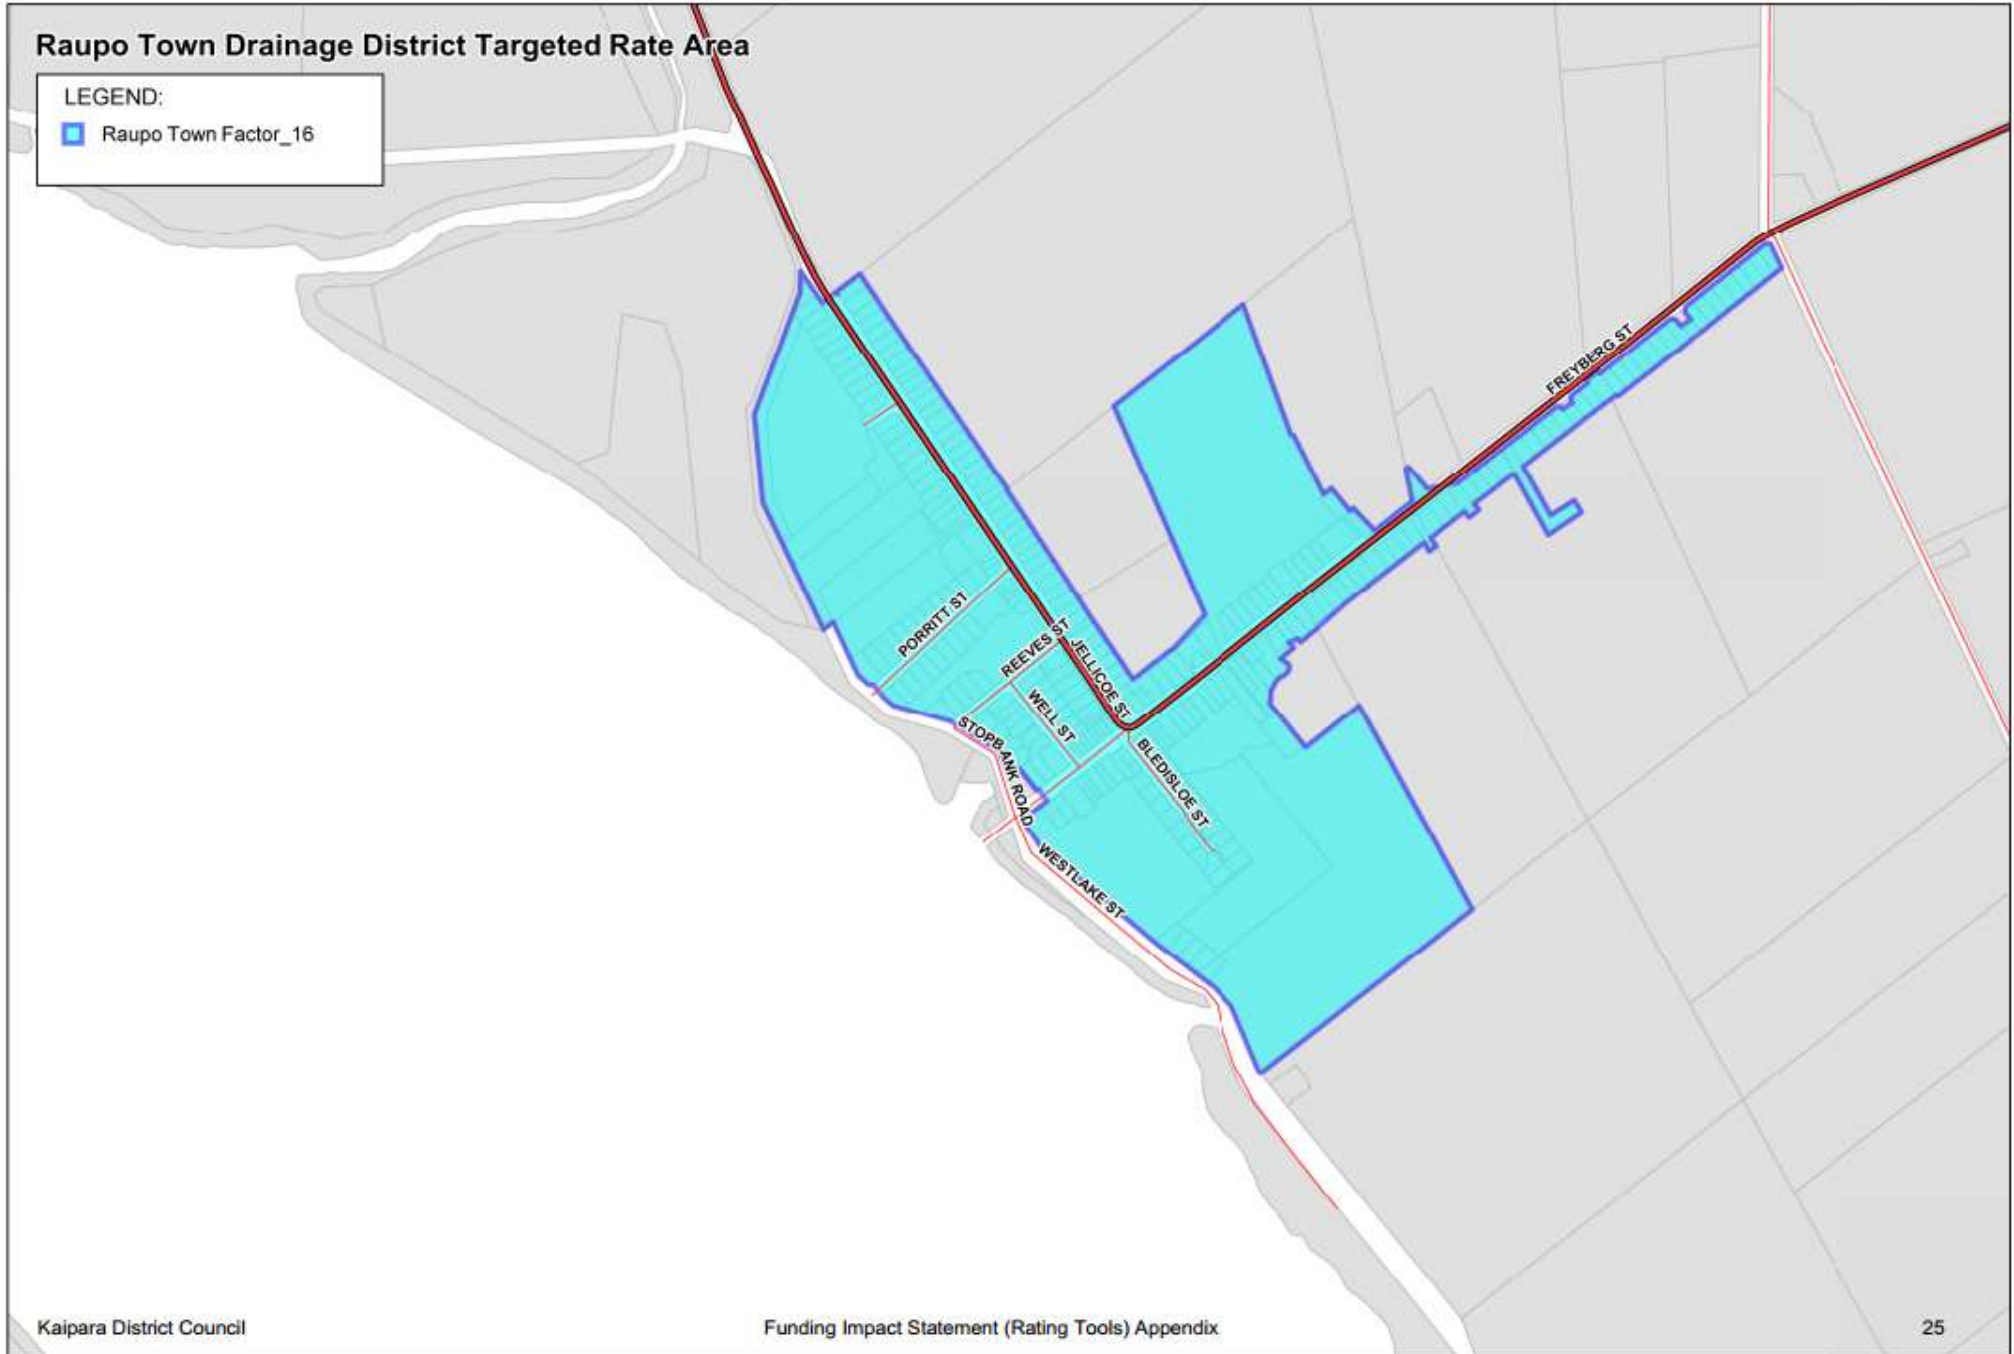 Raupo Town Drainage District Targeted Rate Area
LEGEND:
Raupo Town Factor_16
FREYBERG ST
PORRITT ST
REEVES ST
JELLICOE ST
WELL ST
STOPBANK ROAD
BLEDISLOE ST
WESTLAKE ST
Kaipara District Council
Funding Impact Statement (Rating Tools) Appendix
25